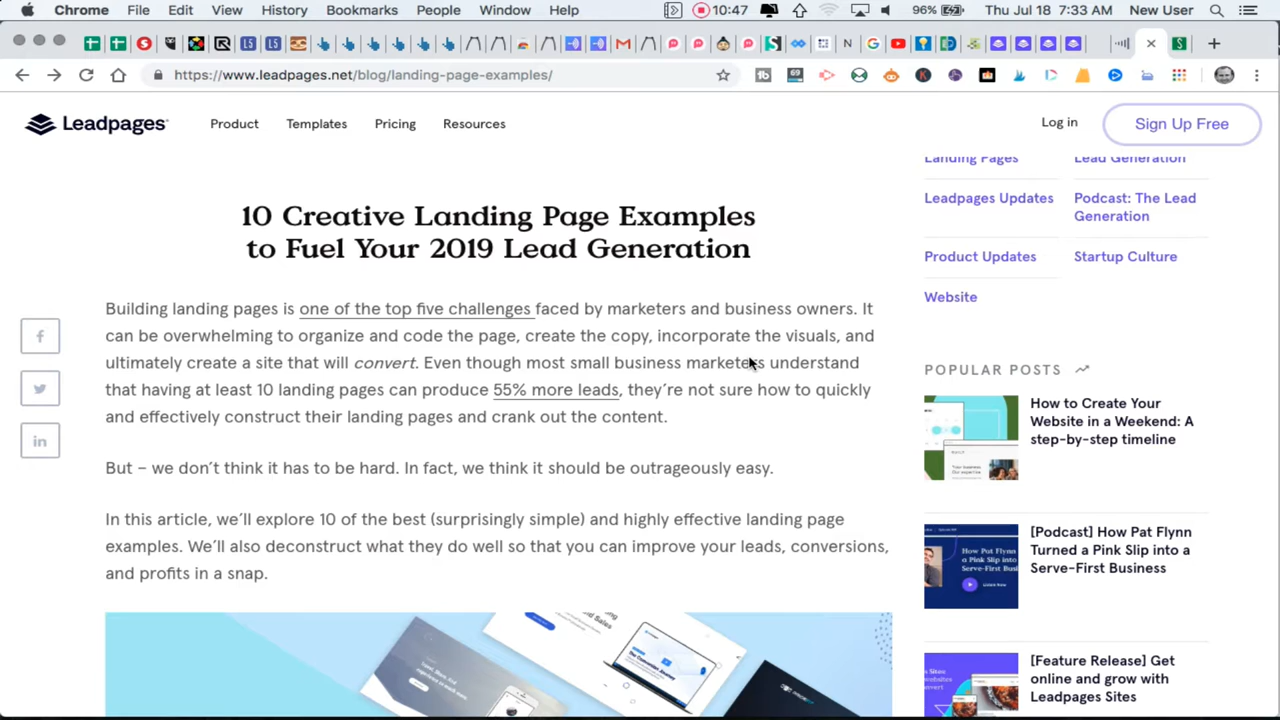 Chrome File Edit View History Bookmarks People Window Help 10:47 96% Thu Jul 18 7:33 AM New User
https://www.leadpages.net/blog/landing-page-examples/
Leadpages Product Templates Pricing Resources Log in Sign Up Free
Landing Pages Lead Generation
Leadpages Updates Podcast: The Lead
Generation
Product Updates Startup Culture
Website
10 Creative Landing Page Examples
to Fuel Your 2019 Lead Generation
Building landing pages is one of the top five challenges faced by marketers and business owners. It
can be overwhelming to organize and code the page, create the copy, incorporate the visuals, and
ultimately create a site that will convert. Even though most small business marketers understand
that having at least 10 landing pages can produce 55% more leads, they're not sure how to quickly
and effectively construct their landing pages and crank out the content.
But – we don't think it has to be hard. In fact, we think it should be outrageously easy.
In this article, we'll explore 10 of the best (surprisingly simple) and highly effective landing page
examples. We'll also deconstruct what they do well so that you can improve your leads, conversions,
and profits in a snap.
POPULAR POSTS
How to Create Your
Website in a Weekend: A
step-by-step timeline
[Podcast] How Pat Flynn
Turned a Pink Slip into a
Serve-First Business
How Pat Flynn
Turned a
Pink Slip into a
Serve-First Business
[Feature Release] Get
online and grow with
Leadpages Sites